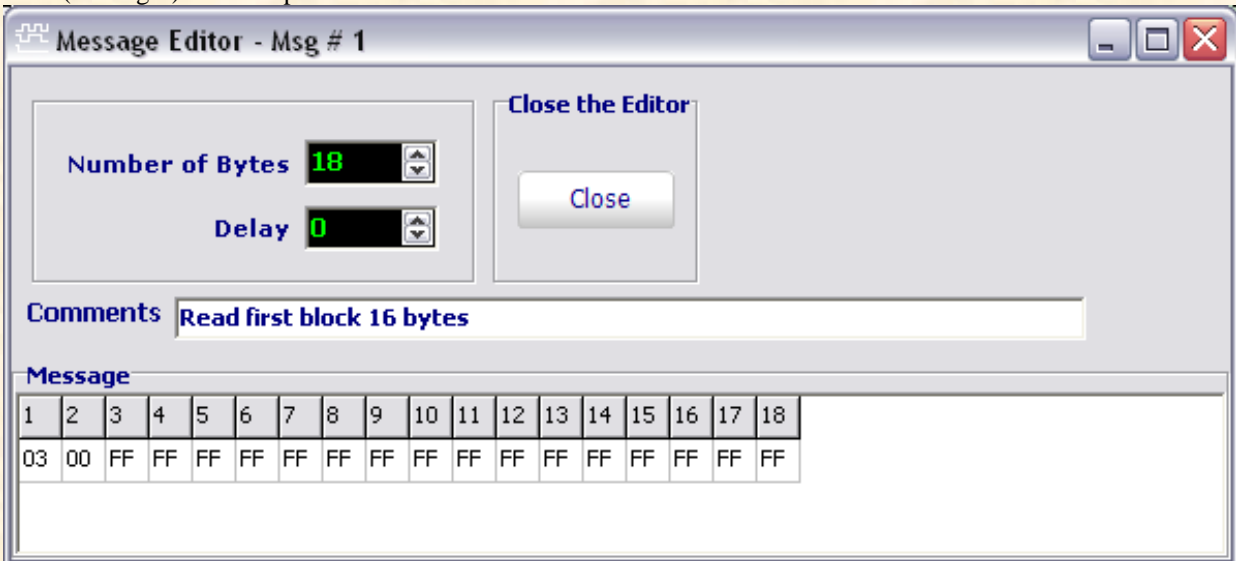 Message Editor - Msg # 1
Close the Editor
Number of Bytes 18
Close
Delay 0
Comments Read first block 16 bytes
Message
1 2 3 4 5 6 7 8 9 10 11 12 13 14 15 16 17 18
03 00 FF FF FF FF FF FF FF FF FF FF FF FF FF FF FF FF